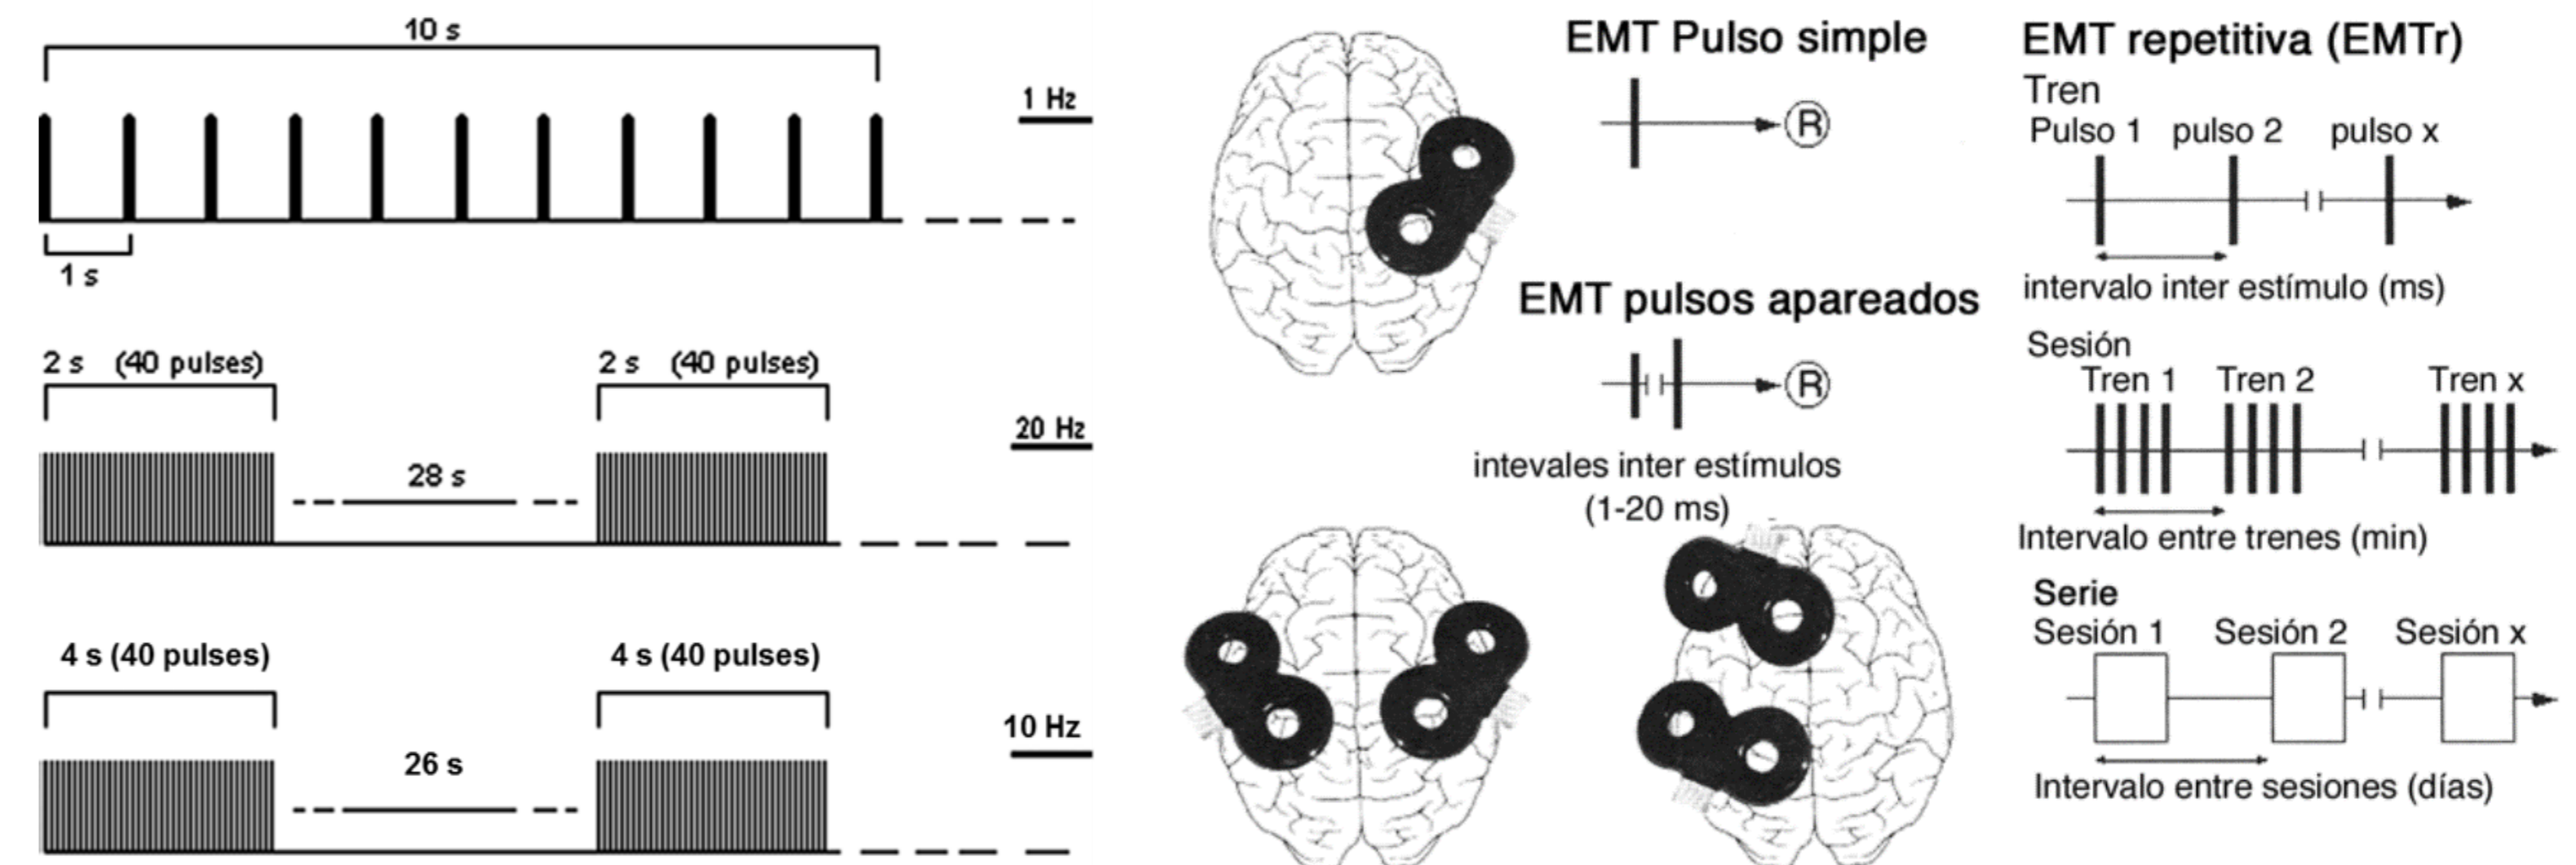 10 s
1 Hz
1 s
2 s (40 pulses)
2 s (40 pulses)
20 Hz
28 s
4 s (40 pulses)
4 s (40 pulses)
10 Hz
26 s
EMT Pulso simple
R
EMT pulsos apareados
R
intevales inter estímulos
(1-20 ms)
EMT repetitiva (EMTr)
Tren
Pulso 1 pulso 2 pulso x
intervalo inter estímulo (ms)
Sesión
Tren 1 Tren 2 Tren x
Intervalo entre trenes (min)
Serie
Sesión 1 Sesión 2 Sesión x
Intervalo entre sesiones (días)